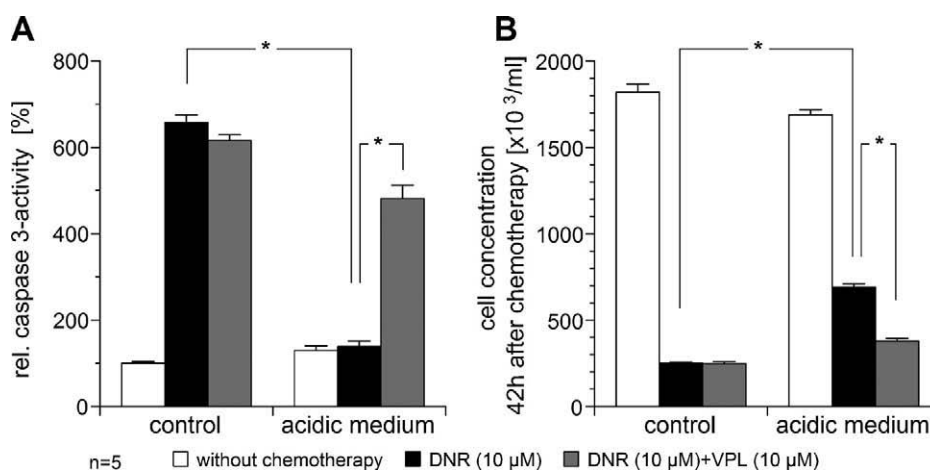 A
rel. caspase 3-activity [%]
800
600
400
200
0
control
acidic medium
*
*
B
cell concentration
42h after chemotherapy [x10 3/ml]
2000
1500
1000
500
0
control
acidic medium
*
*
n=5
without chemotherapy
DNR (10 µM)
DNR (10 µM)+VPL (10 µM)